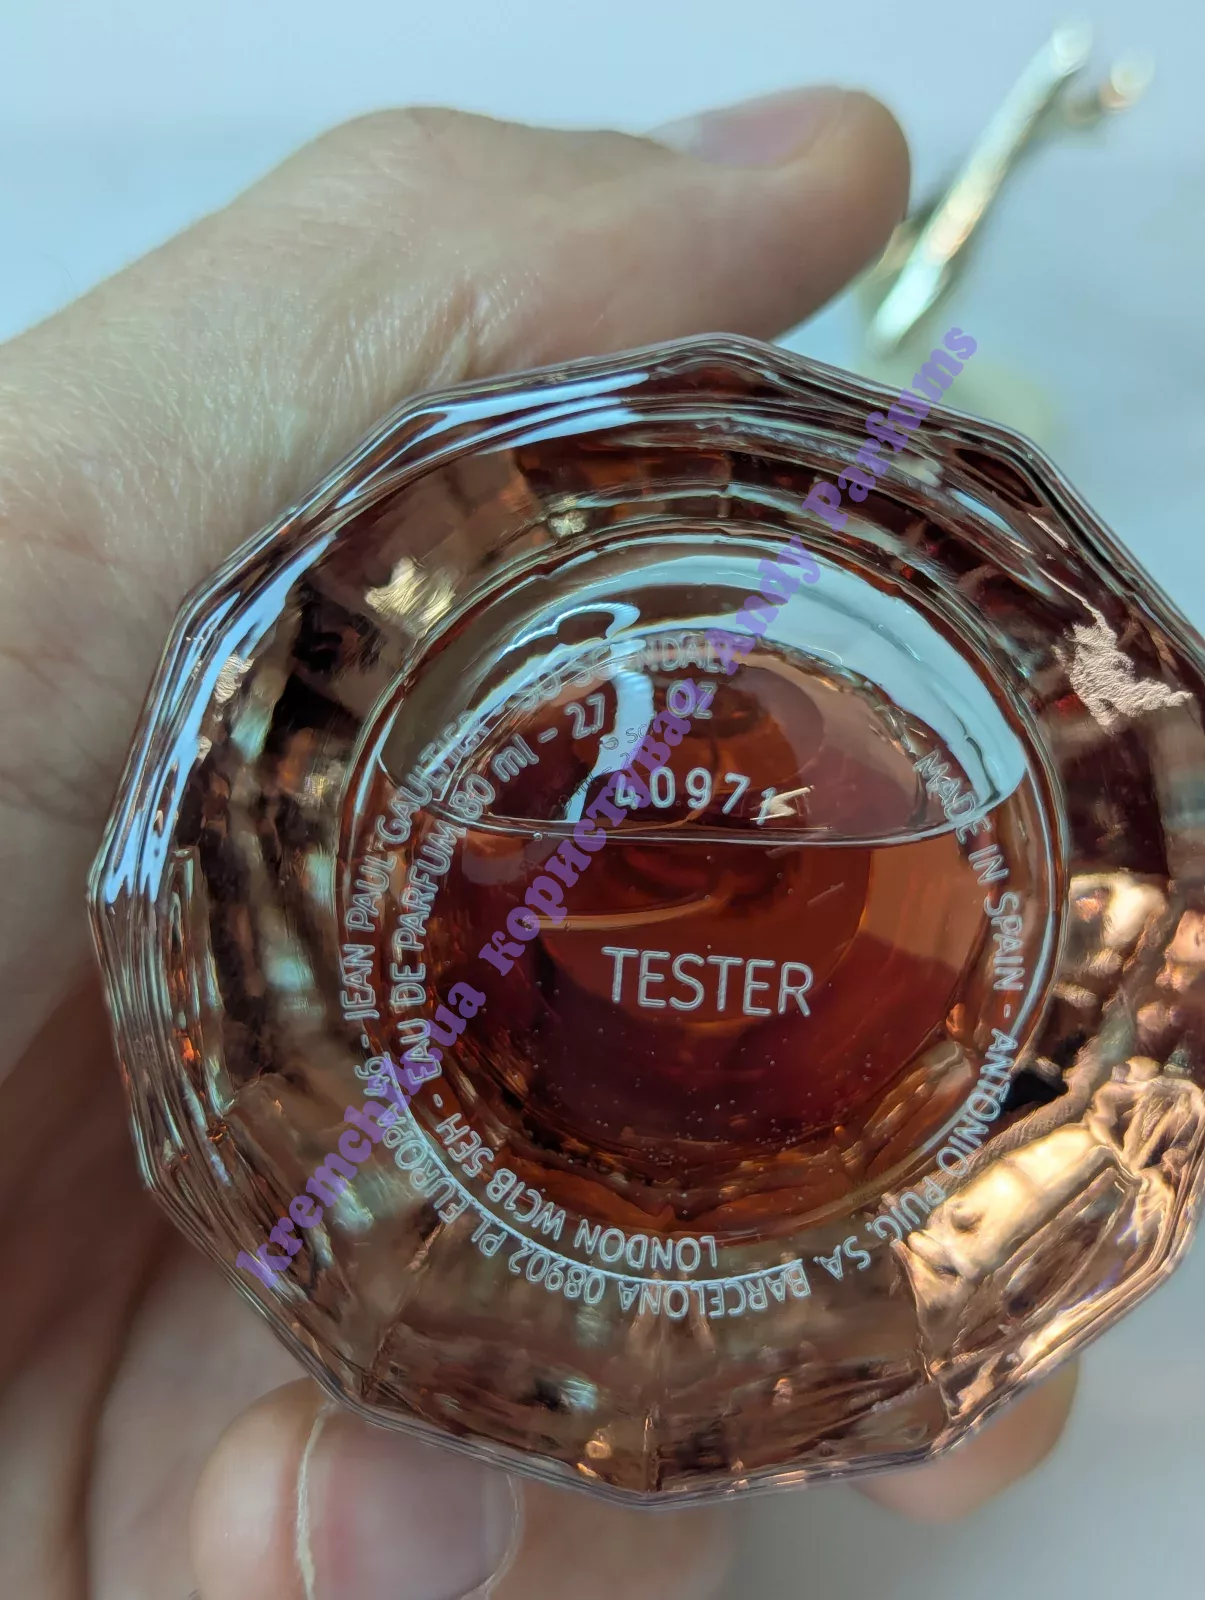 JEAN PAUL GAULTIER - SO SCANDAL!
EAU DE PARFUM 80 ml - 2.7 OZ
40971
TESTER
MADE IN SPAIN - ANTONIO PUIG, SA. BARCELONA 08902 PL EUROPA 46 -
LONDON WC1B 5EH -
kremchik.ua користувач Andy Parfums